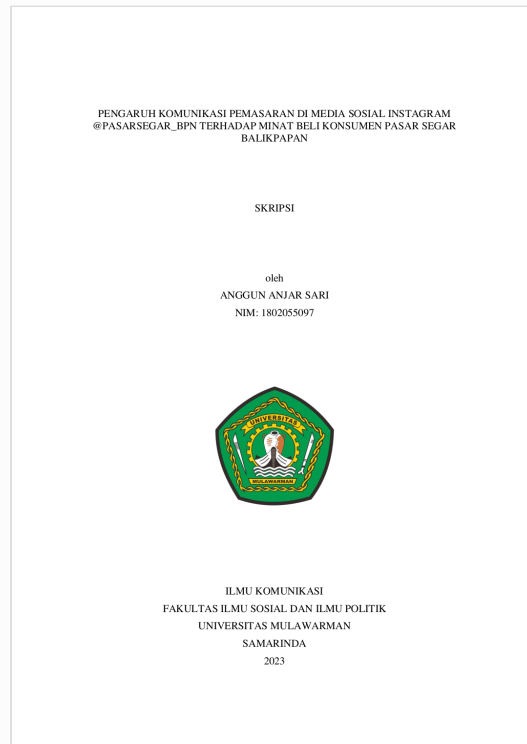 PENGARUH KOMUNIKASI PEMASARAN DI MEDIA SOSIAL INSTAGRAM
@PASARSEGAR_BPN TERHADAP MINAT BELI KONSUMEN PASAR SEGAR
BALIKPAPAN
SKRIPSI
oleh
ANGGUN ANJAR SARI
NIM: 1802055097
UNIVERSITAS
MULAWARMAN
ILMU KOMUNIKASI
FAKULTAS ILMU SOSIAL DAN ILMU POLITIK
UNIVERSITAS MULAWARMAN
SAMARINDA
2023